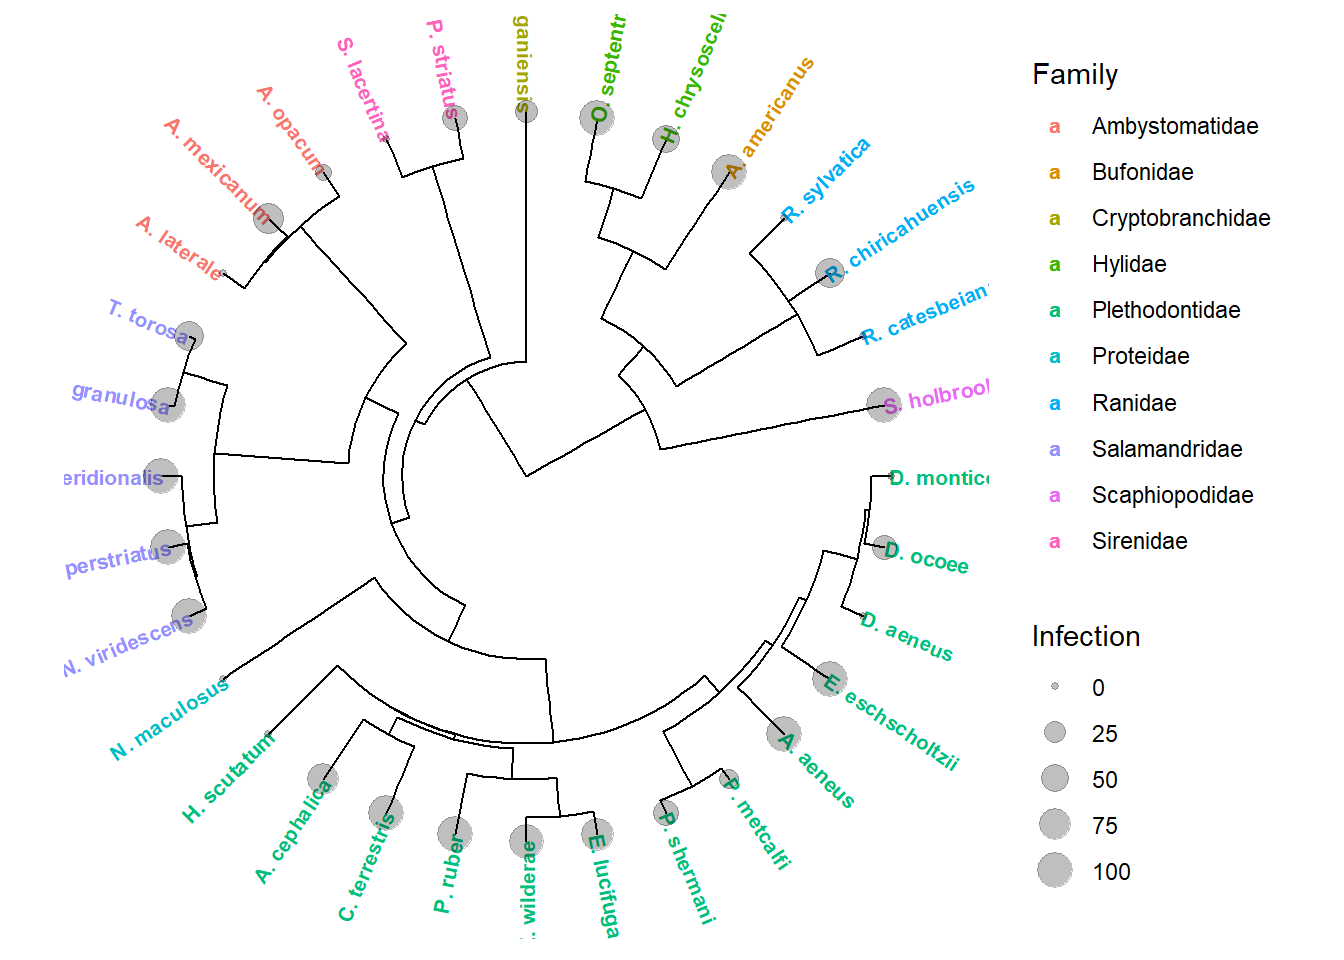 ganiensis
O. septentr
H. chryoscel
A. americanus
R. sylvatica
R. chiricahuensis
R. catesbeian
S. holbrool
D. montico
D. ocoee
D. aeneus
E. eschscholtzii
A. aeneus
P. metcalfi
P. shermani
E. lucifuga
. wilderae
P. ruber
C. terrestris
A. cephalica
H. scutatum
N. maculosus
N. viridescens
perstriatus
eridionalis
granulosa
T. torosa
A. laterale
A. mexicanum
A. opacum
S. lacertina
P. striatus
Family
a Ambystomatidae
a Bufonidae
a Cryptobranchidae
a Hylidae
a Plethodontidae
a Proteidae
a Ranidae
a Salamandridae
a Scaphiopodidae
a Sirenidae
Infection
0
25
50
75
100